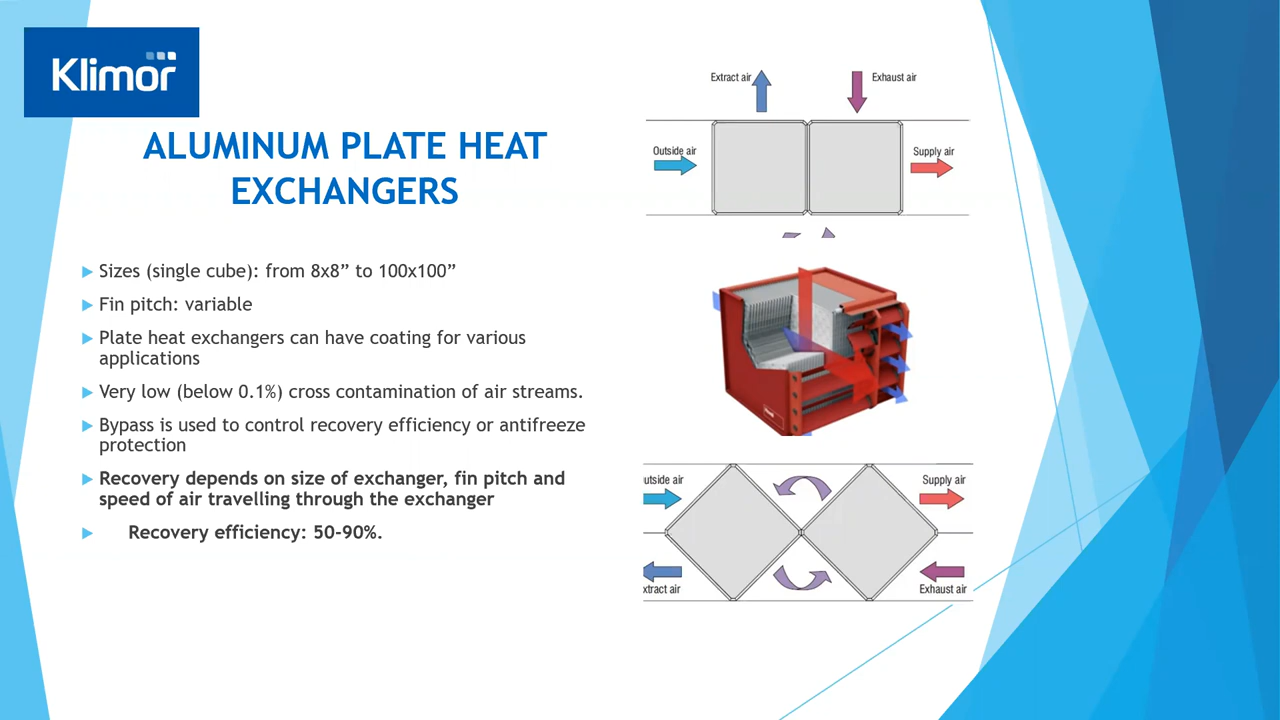 Klimor
ALUMINUM PLATE HEAT
EXCHANGERS
Sizes (single cube): from 8x8” to 100x100”
Fin pitch: variable
Plate heat exchangers can have coating for various
applications
Very low (below 0.1%) cross contamination of air streams.
Bypass is used to control recovery efficiency or antifreeze
protection
Recovery depends on size of exchanger, fin pitch and
speed of air travelling through the exchanger
Recovery efficiency: 50-90%.
Extract air
Exhaust air
Outside air
Supply air
utside air
Supply air
xtract air
Exhaust air